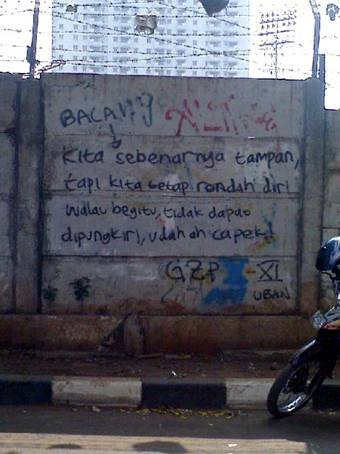 BACA
Kita sebenarnya tampan,
tapi kita tetap rendah diri
walau begitu, tidak dapat
dipungkiri, udah ah capek!
GZP -XI
UBAN